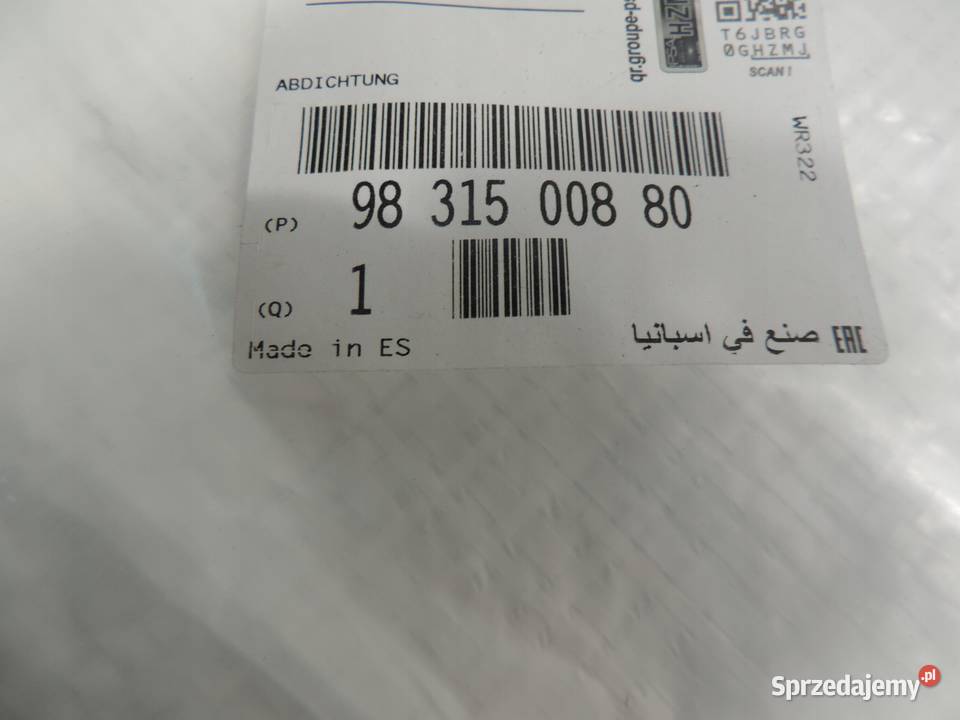 T6JBRG
0GHZMJ
SCAN!
ABDICHTUNG
WR322
(P) 98 315 008 80
(Q) 1
Made in ES
صنع في اسبانيا
EAC
Sprzedajemy.pl